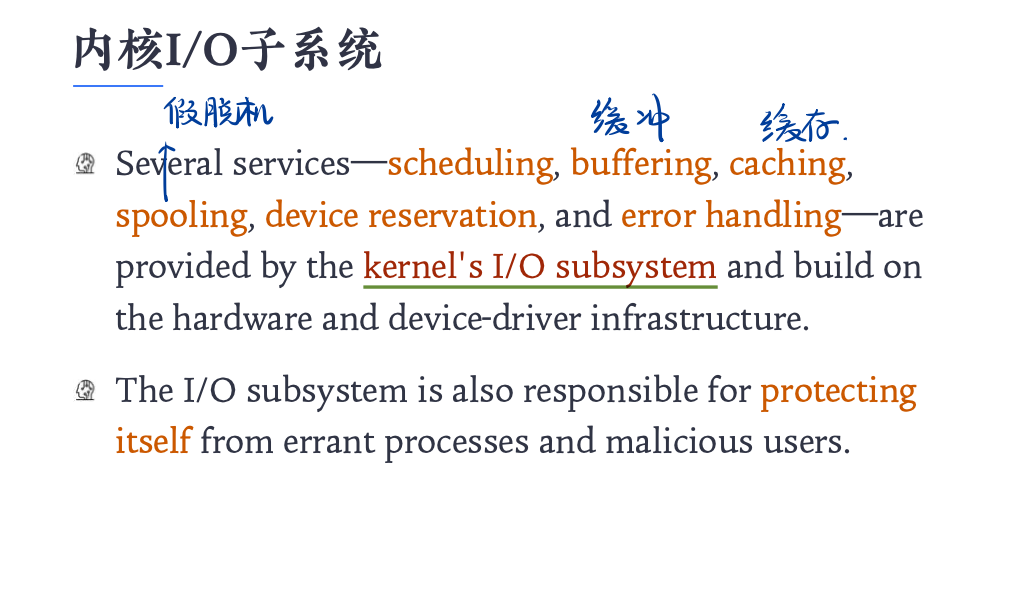 内核I/O子系统
假脱机 缓冲 缓存.
Several services—scheduling, buffering, caching,
spooling, device reservation, and error handling—are
provided by the kernel's I/O subsystem and build on
the hardware and device-driver infrastructure.
The I/O subsystem is also responsible for protecting
itself from errant processes and malicious users.